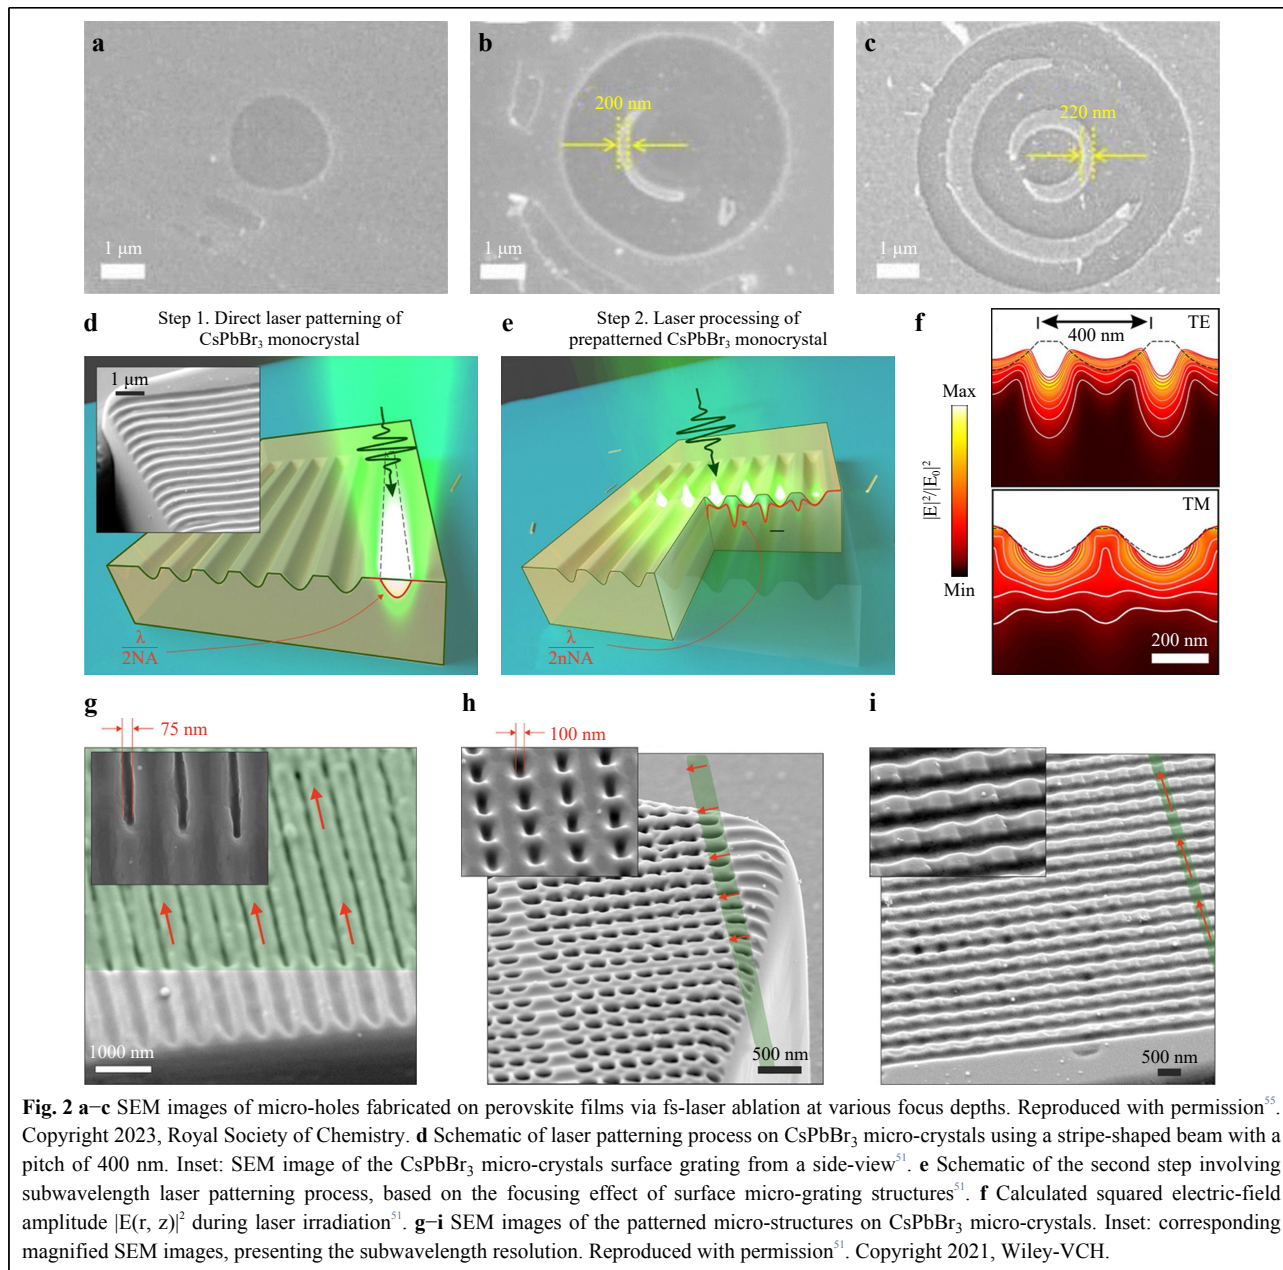 a
b
c
200 nm
220 nm
1 μm
1 μm
1 μm
d
Step 1. Direct laser patterning of
CsPbBr₃ monocrystal
e
Step 2. Laser processing of
prepatterned CsPbBr₃ monocrystal
f
1 μm
λ
2NA
λ
2nNA
TE
400 nm
Max
|E|²/|E₀|²
Min
TM
200 nm
g
75 nm
1000 nm
h
100 nm
500 nm
i
500 nm
Fig. 2 a−c SEM images of micro-holes fabricated on perovskite films via fs-laser ablation at various focus depths. Reproduced with permission⁵⁵.
Copyright 2023, Royal Society of Chemistry. d Schematic of laser patterning process on CsPbBr₃ micro-crystals using a stripe-shaped beam with a
pitch of 400 nm. Inset: SEM image of the CsPbBr₃ micro-crystals surface grating from a side-view⁵¹. e Schematic of the second step involving
subwavelength laser patterning process, based on the focusing effect of surface micro-grating structures⁵¹. f Calculated squared electric-field
amplitude |E(r, z)|² during laser irradiation⁵¹. g−i SEM images of the patterned micro-structures on CsPbBr₃ micro-crystals. Inset: corresponding
magnified SEM images, presenting the subwavelength resolution. Reproduced with permission⁵¹. Copyright 2021, Wiley-VCH.